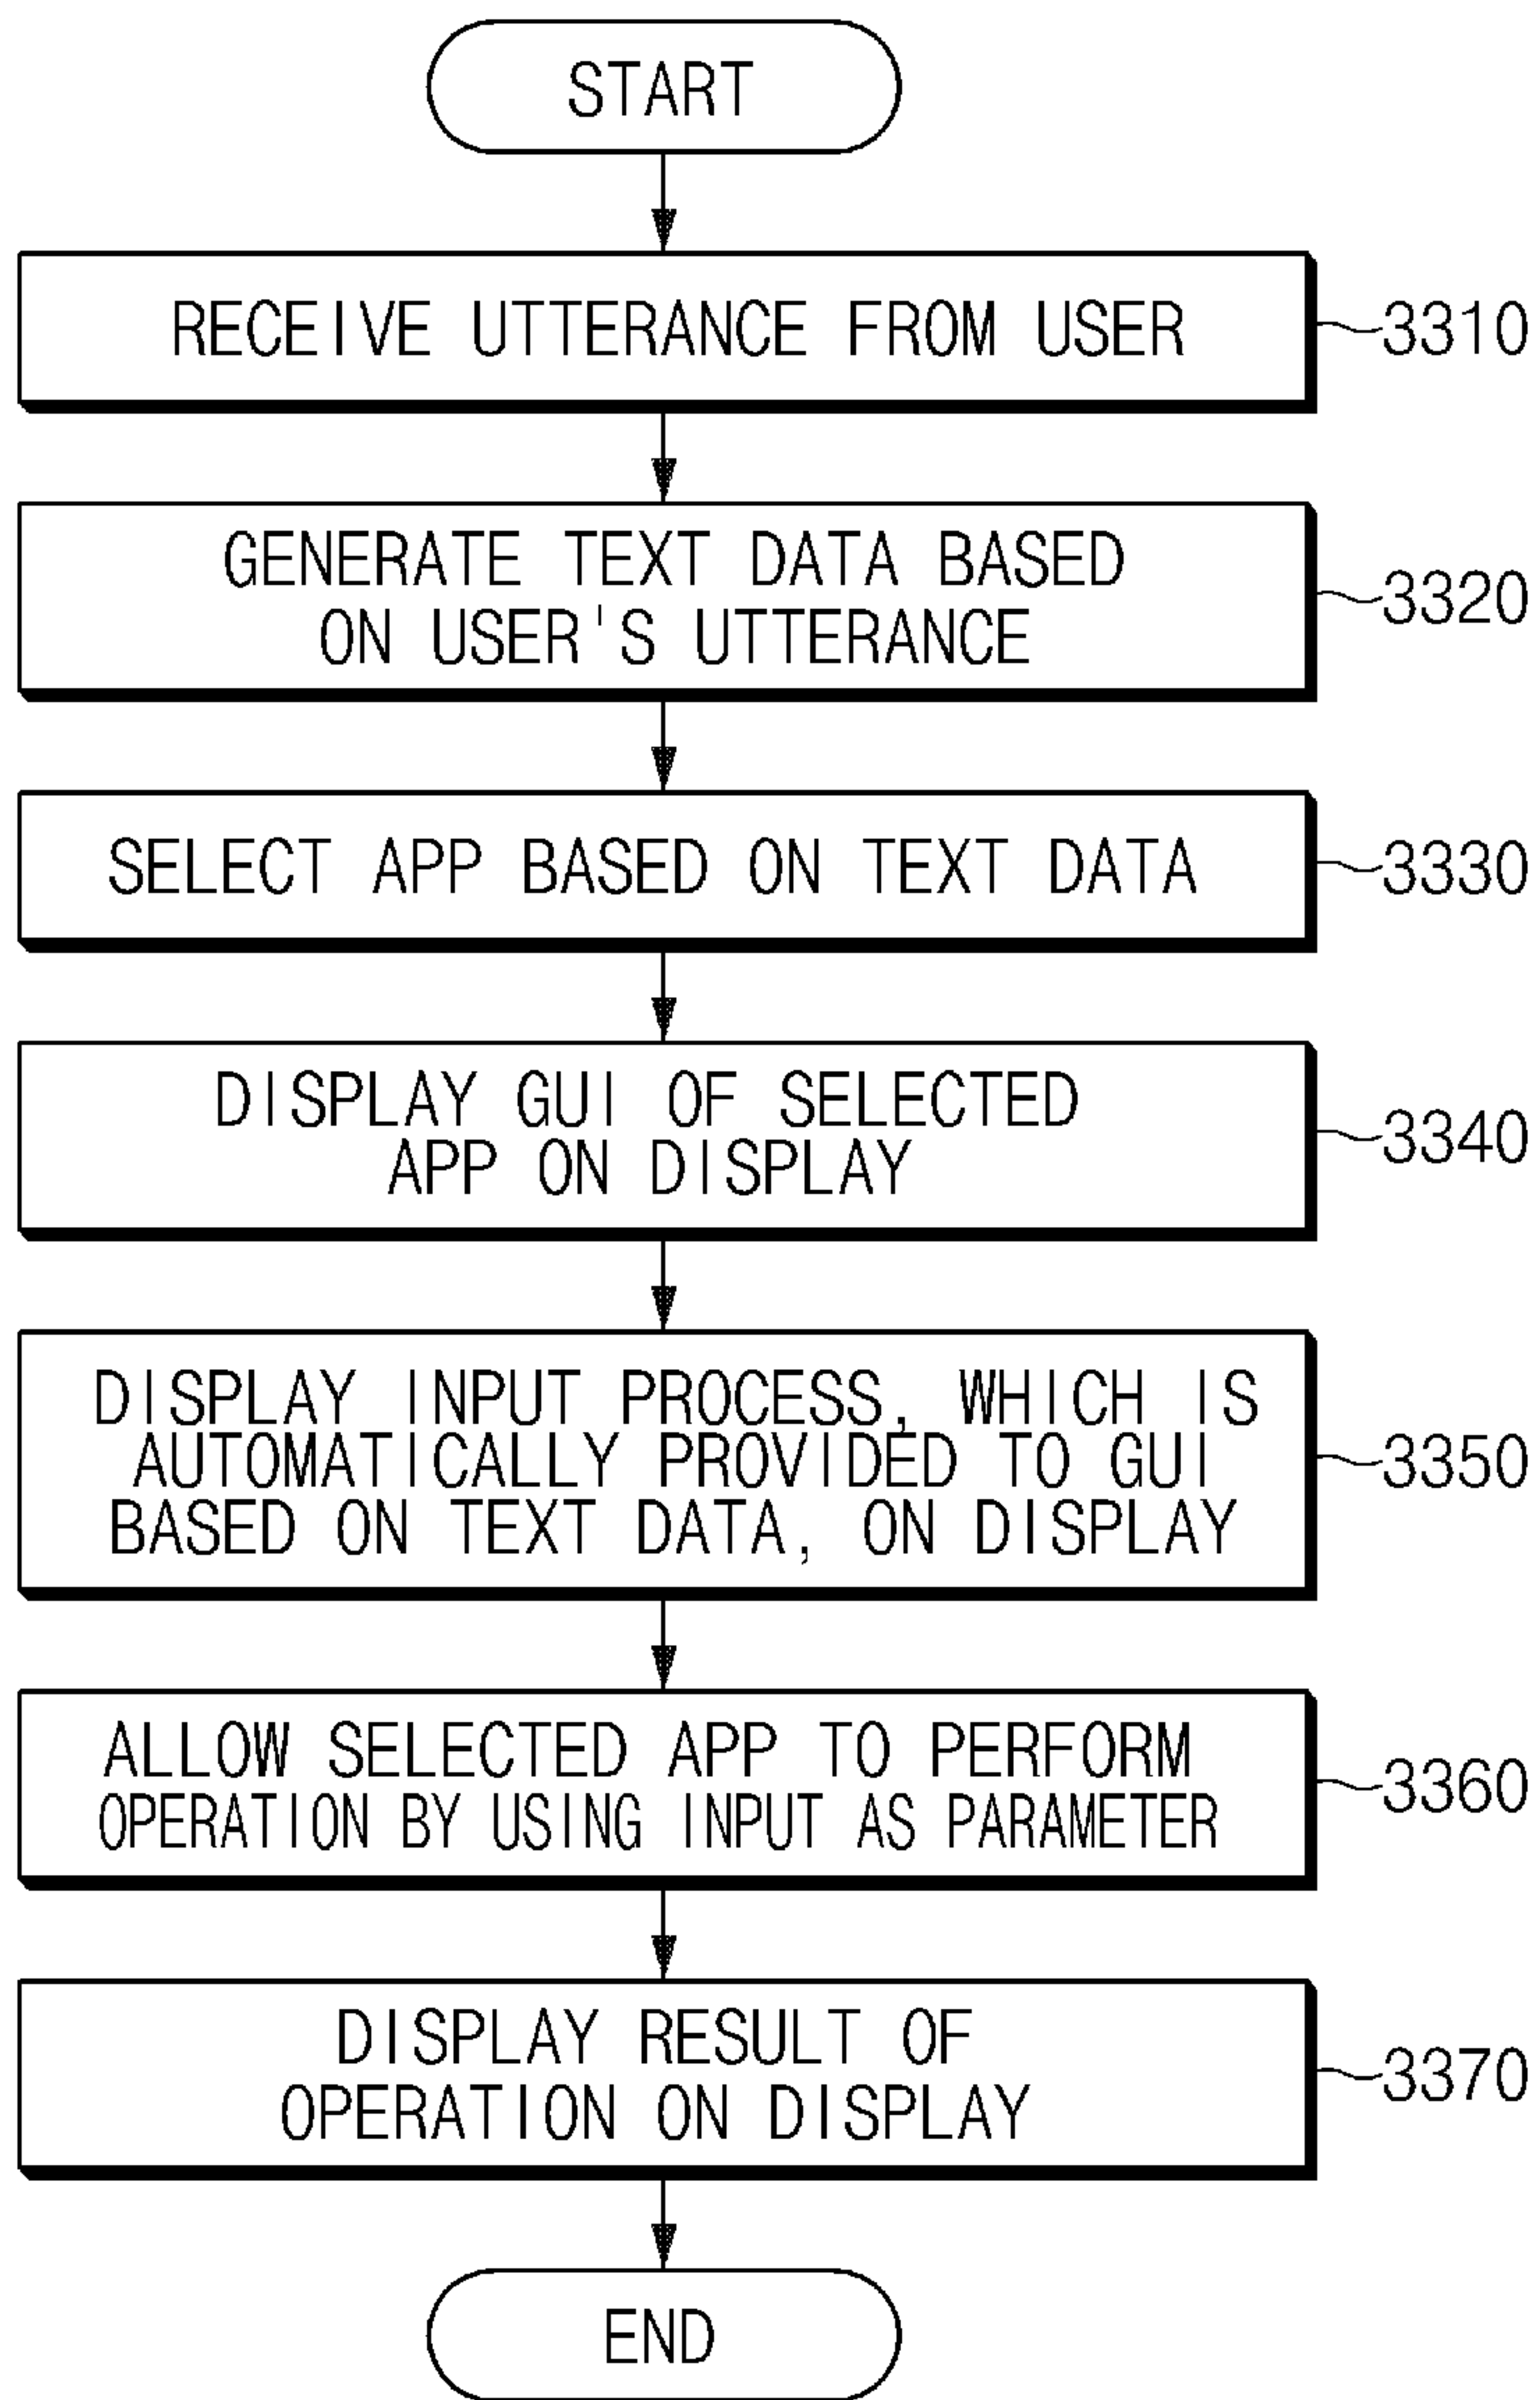 START
RECEIVE UTTERANCE FROM USER
3310
GENERATE TEXT DATA BASED
ON USER'S UTTERANCE
3320
SELECT APP BASED ON TEXT DATA
3330
DISPLAY GUI OF SELECTED
APP ON DISPLAY
3340
DISPLAY INPUT PROCESS, WHICH IS
AUTOMATICALLY PROVIDED TO GUI
BASED ON TEXT DATA, ON DISPLAY
3350
ALLOW SELECTED APP TO PERFORM
OPERATION BY USING INPUT AS PARAMETER
3360
DISPLAY RESULT OF
OPERATION ON DISPLAY
3370
END